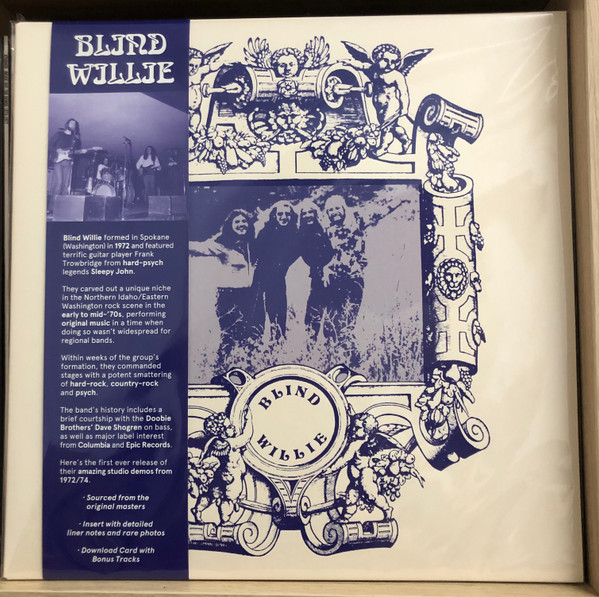 BLIND
WILLIE
Blind Willie formed in Spokane
(Washington) in 1972 and featured
terrific guitar player Frank
Trowbridge from hard-psych
legends Sleepy John.
They carved out a unique niche
in the Northern Idaho/Eastern
Washington rock scene in the
early to mid-'70s, performing
original music in a time when
doing so wasn't widespread for
regional bands.
Within weeks of the group's
formation, they commanded
stages with a potent smattering
of hard-rock, country-rock
and psych.
The band's history includes a
brief courtship with the Doobie
Brothers' Dave Shogren on bass,
as well as major label interest
from Columbia and Epic Records.
Here's the first ever release of
their amazing studio demos from
1972/74.
- Sourced from the
original masters
- Insert with detailed
liner notes and rare photos
- Download Card with
Bonus Tracks
BLIND
WILLIE